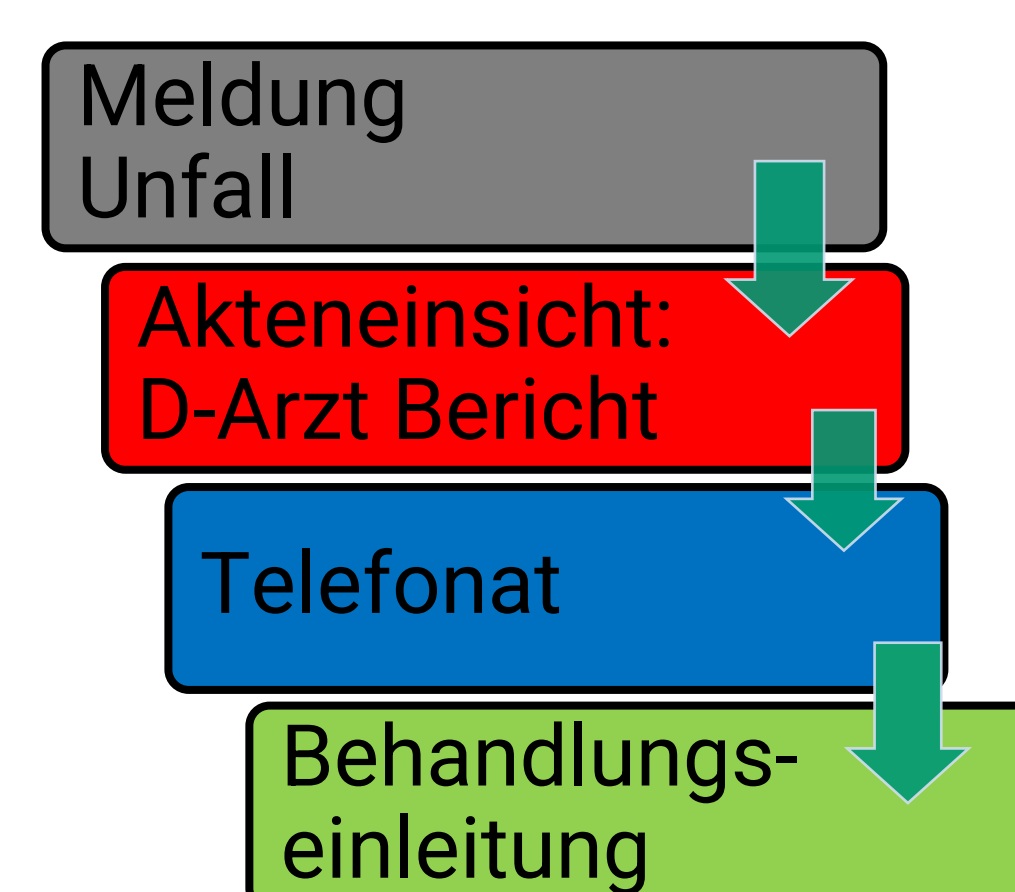 Meldung
Unfall
Akteneinsicht:
D-Arzt Bericht
Telefonat
Behandlungs-
einleitung